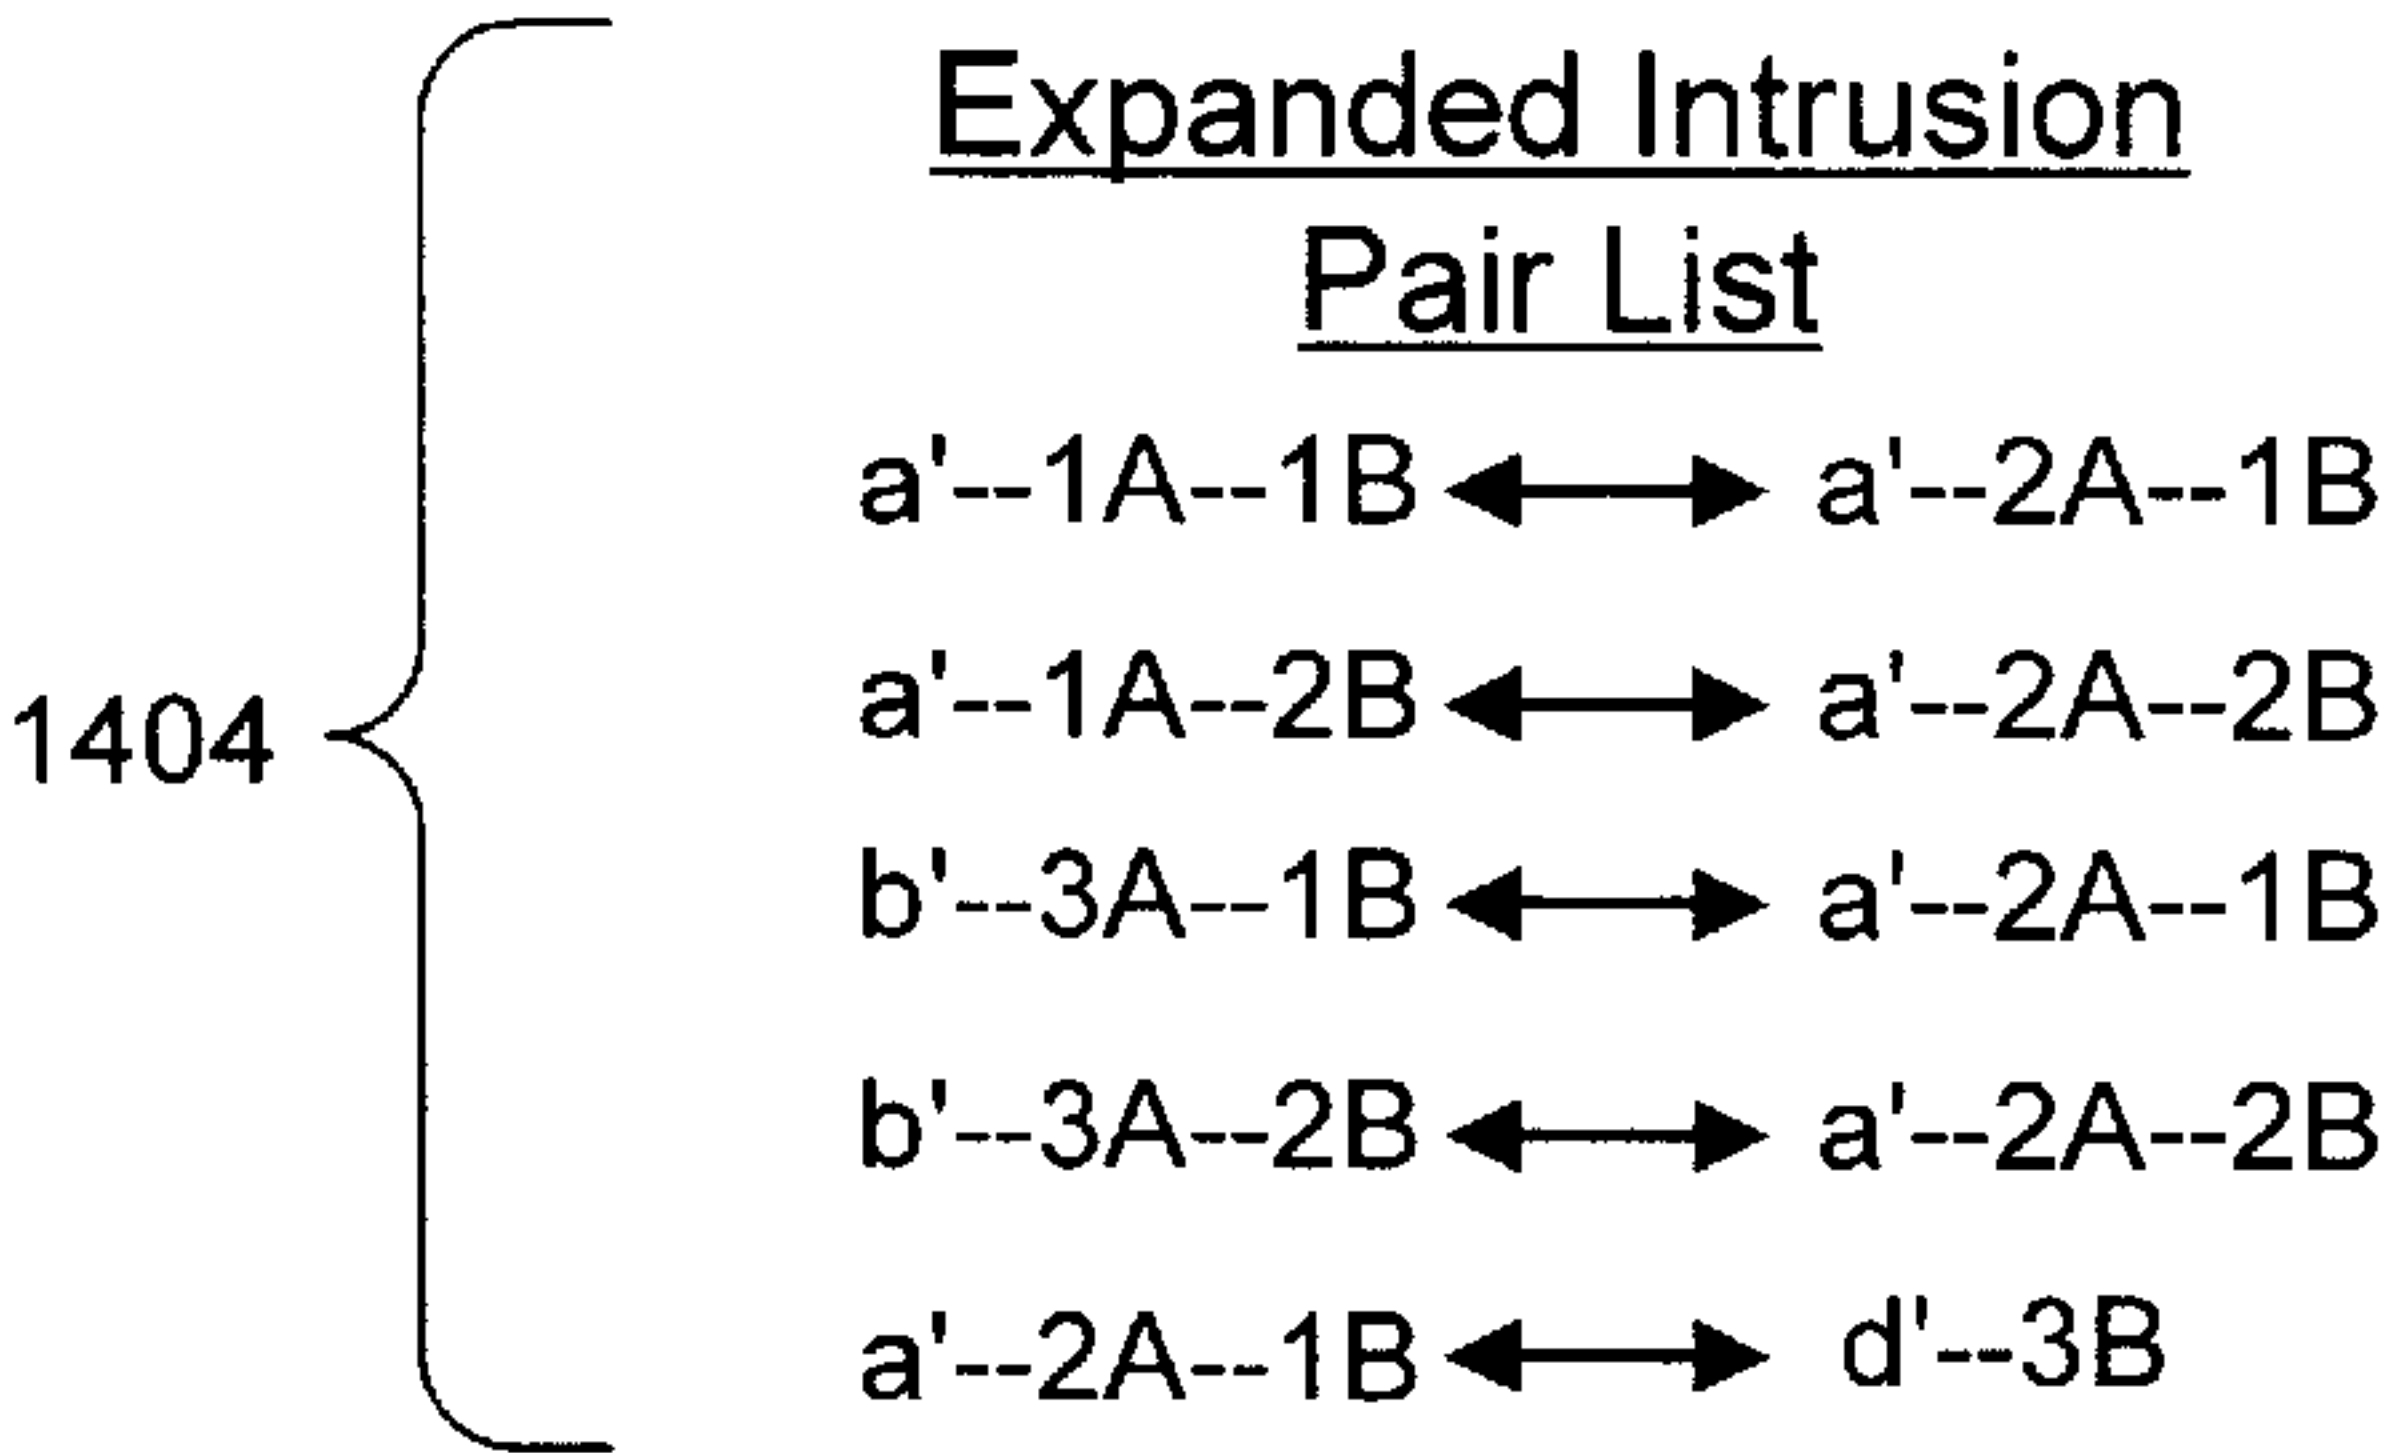 Expanded Intrusion
Pair List
a'--1A--1B ◄—► a'--2A--1B
a'--1A--2B ◄—► a'--2A--2B
1404
b'--3A--1B ◄—► a'--2A--1B
b'--3A--2B ◄—► a'--2A--2B
a'--2A--1B ◄—► d'--3B